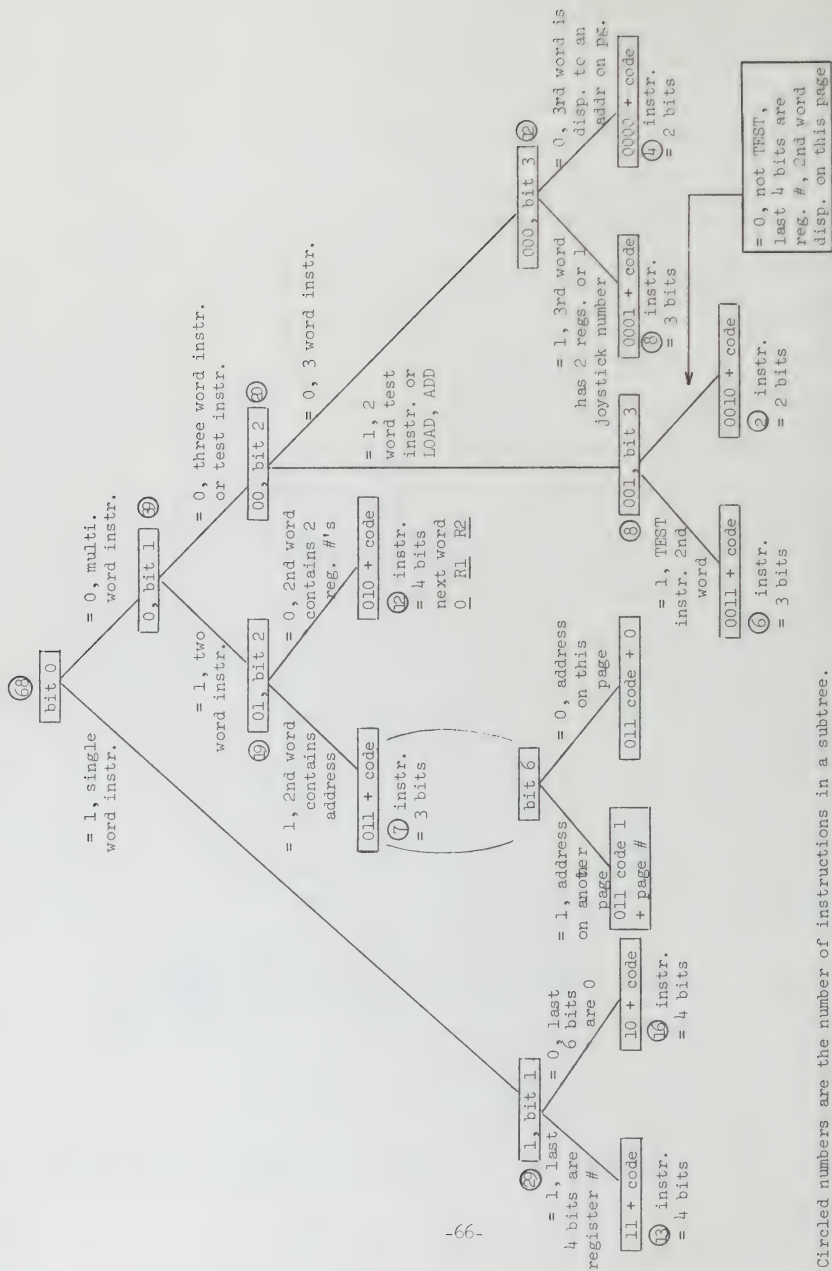 68
bit 0
= 1, single
word instr.
= 0, multi.
word instr.
0, bit 1
39
= 1, two
word instr.
= 0, three word instr.
or test instr.
19
01, bit 2
00, bit 2
20
= 1, 2nd word
contains
address
= 0, 2nd word
contains 2
reg. #'s
011 + code
7 instr.
= 3 bits
010 + code
12 instr.
= 4 bits
next word
0 R1 R2
= 1, 2
word test
instr. or
LOAD, ADD
= 0, 3 word instr.
000, bit 3
12
= 1, 3rd word
has 2 regs. or 1
joystick number
= 0, 3rd word is
disp. to an
addr on pg.
0001 + code
8 instr.
= 3 bits
0000 + code
4 instr.
= 2 bits
bit 6
= 1, address
on another
page
= 0, address
on this
page
011 code 1
+ page #
011 code + 0
29
1, bit 1
= 1, last
4 bits are
register #
= 0, last
6 bits
are 0
11 + code
13 instr.
= 4 bits
10 + code
16 instr.
= 4 bits
8
001, bit 3
= 1, TEST
instr. 2nd
word
0011 + code
6 instr.
= 3 bits
0010 + code
2 instr.
= 2 bits
= 0, not TEST,
last 4 bits are
reg. #, 2nd word
disp. on this page
Circled numbers are the number of instructions in a subtree.
-66-